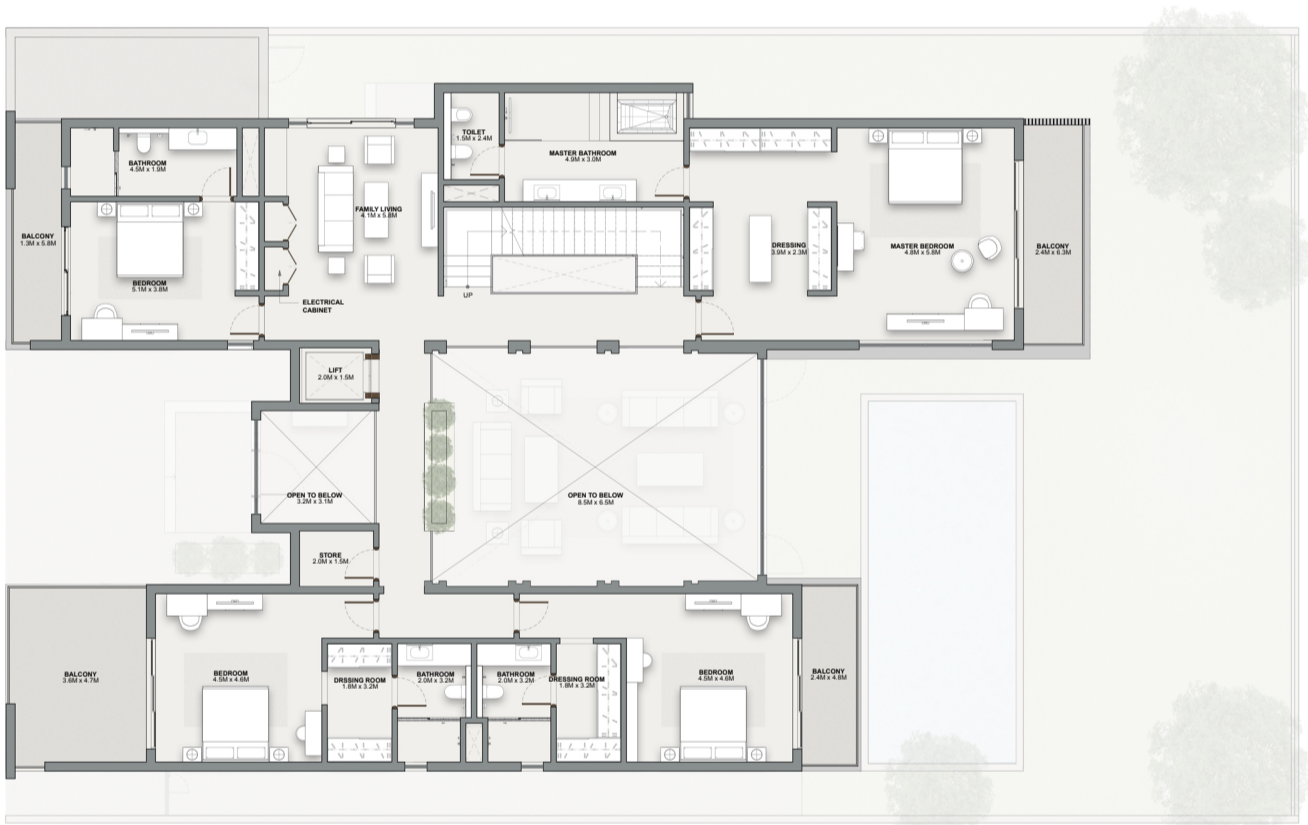 TOILET
1.5M x 2.4M
MASTER BATHROOM
4.9M x 3.0M
BATHROOM
4.5M x 1.9M
FAMILY LIVING
4.1M x 5.8M
BALCONY
1.3M x 5.8M
BEDROOM
5.1M x 3.8M
DRESSING
3.9M x 2.3M
MASTER BEDROOM
4.8M x 5.8M
BALCONY
2.4M x 6.3M
UP
ELECTRICAL
CABINET
LIFT
2.0M x 1.5M
OPEN TO BELOW
3.2M x 3.1M
OPEN TO BELOW
8.5M x 6.5M
STORE
2.0M x 1.5M
BALCONY
3.6M x 4.7M
BEDROOM
4.5M x 4.6M
DRSSING ROOM
1.8M x 3.2M
BATHROOM
2.0M x 3.2M
BATHROOM
2.0M x 3.2M
DRESSING ROOM
1.8M x 3.2M
BEDROOM
4.5M x 4.6M
BALCONY
2.4M x 4.8M